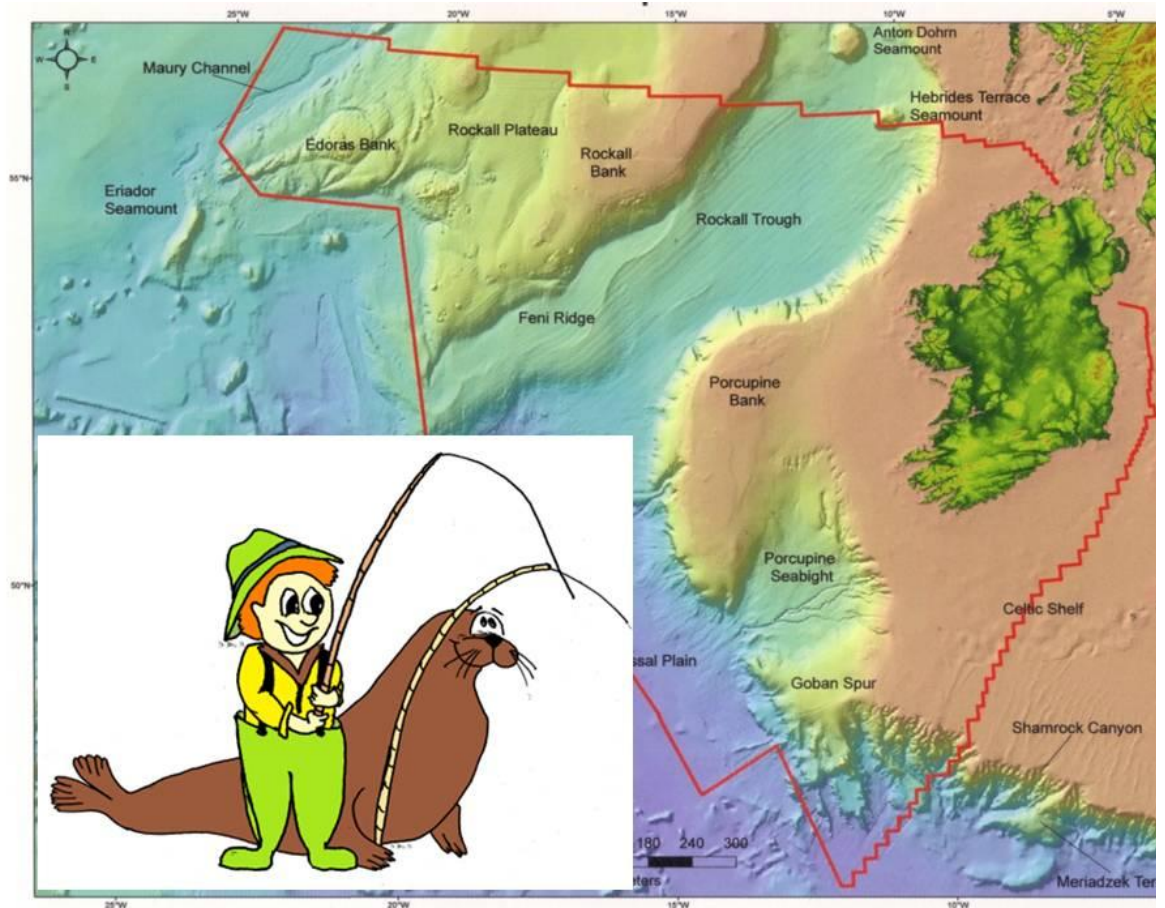 25°W
20°W
15°W
10°W
5°W
N
W
E
S
Anton Dohrn
Seamount
Maury Channel
Hebrides Terrace
Seamount
Rockall Plateau
Edoras Bank
Rockall
Bank
55°N
Eriador
Seamount
Rockall Trough
Feni Ridge
Porcupine
Bank
Porcupine
Seabight
50°N
Celtic Shelf
ssal Plain
Goban Spur
Shamrock Canyon
180 240 300
eters
Meriadzek Ter
25°W
20°W
15°W
10°W